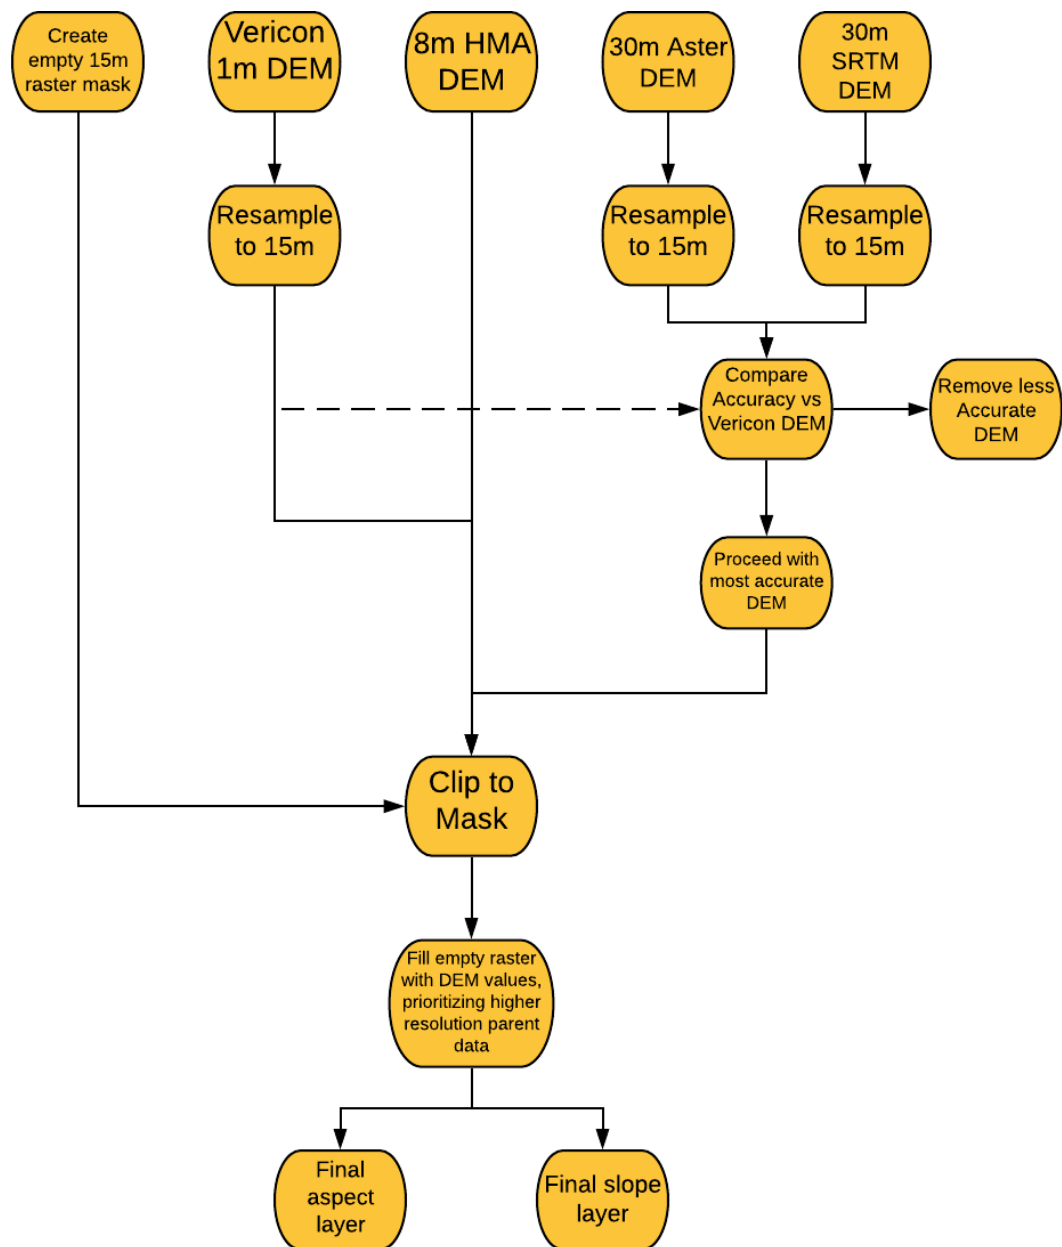 Create
empty 15m
raster mask
Vericon
1m DEM
8m HMA
DEM
30m Aster
DEM
30m
SRTM
DEM
Resample
to 15m
Resample
to 15m
Resample
to 15m
Compare
Accuracy vs
Vericon DEM
Remove less
Accurate
DEM
Proceed with
most accurate
DEM
Clip to
Mask
Fill empty raster
with DEM values,
prioritizing higher
resolution parent
data
Final
aspect
layer
Final slope
layer